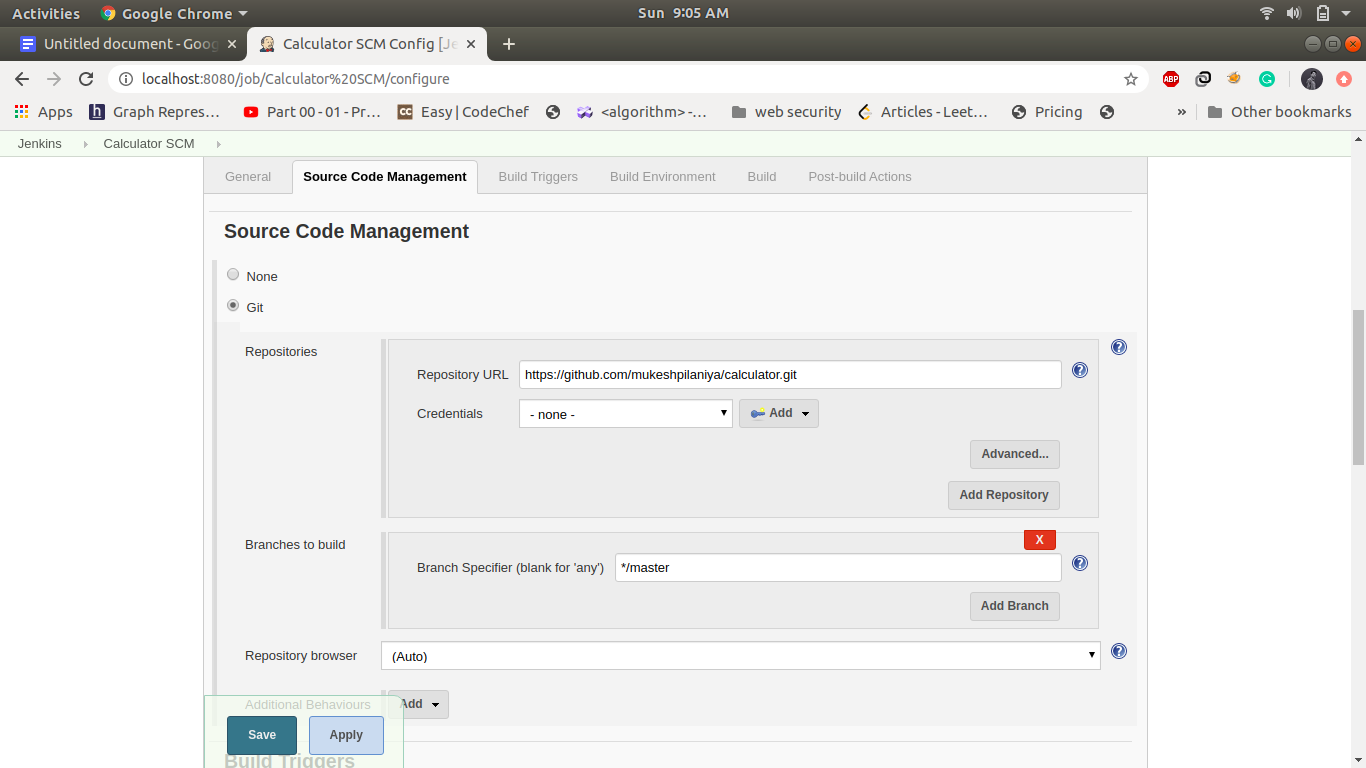 Activities Google Chrome Sun 9:05 AM
Untitled document - Goog Calculator SCM Config [Je
localhost:8080/job/Calculator%20SCM/configure ABP
Apps h Graph Repres… Part 00 - 01 - Pr… CC Easy | CodeChef <algorithm> -… web security Articles - Leet… Pricing » Other bookmarks
Jenkins Calculator SCM
General Source Code Management Build Triggers Build Environment Build Post-build Actions
Source Code Management
None
Git
Repositories
Repository URL https://github.com/mukeshpilaniya/calculator.git
Credentials - none - Add
Advanced...
Add Repository
Branches to build X
Branch Specifier (blank for 'any') */master
Add Branch
Repository browser (Auto)
Additional Behaviours Add
Save Apply
Build Triggers